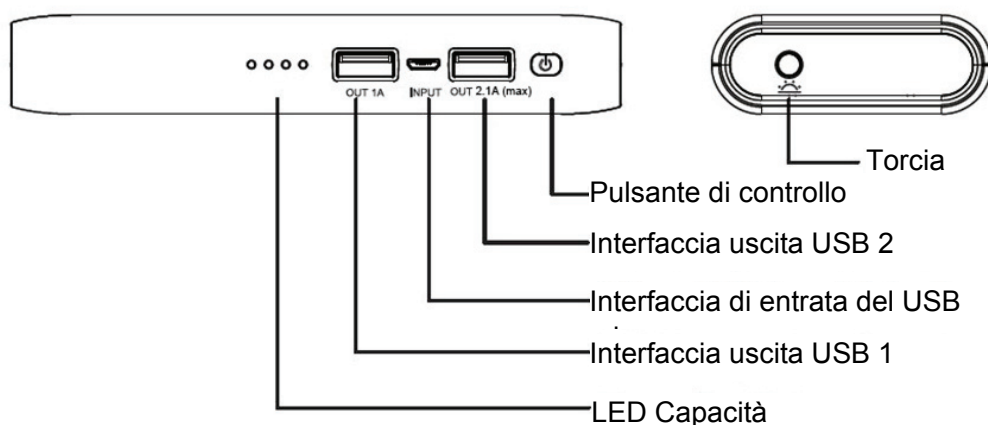 OUT 1A INPUT OUT 2.1A (max)
Torcia
Pulsante di controllo
Interfaccia uscita USB 2
Interfaccia di entrata del USB
Interfaccia uscita USB 1
LED Capacità